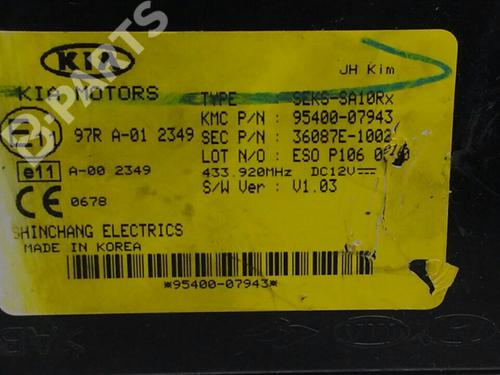 KIA
JH Kim
KIA MOTORS
TYPE : SEKS-SA10Rx
KMC P/N : 95400-07943
97R A-01 2349
SEC P/N : 36087E-1002
LOT N/O : ESO P106
e11 A-00 2349
433.920MHz DC12V
S/W Ver : V1.03
CE 0678
SHINCHANG ELECTRICS
MADE IN KOREA
*95400-07943*
KIA